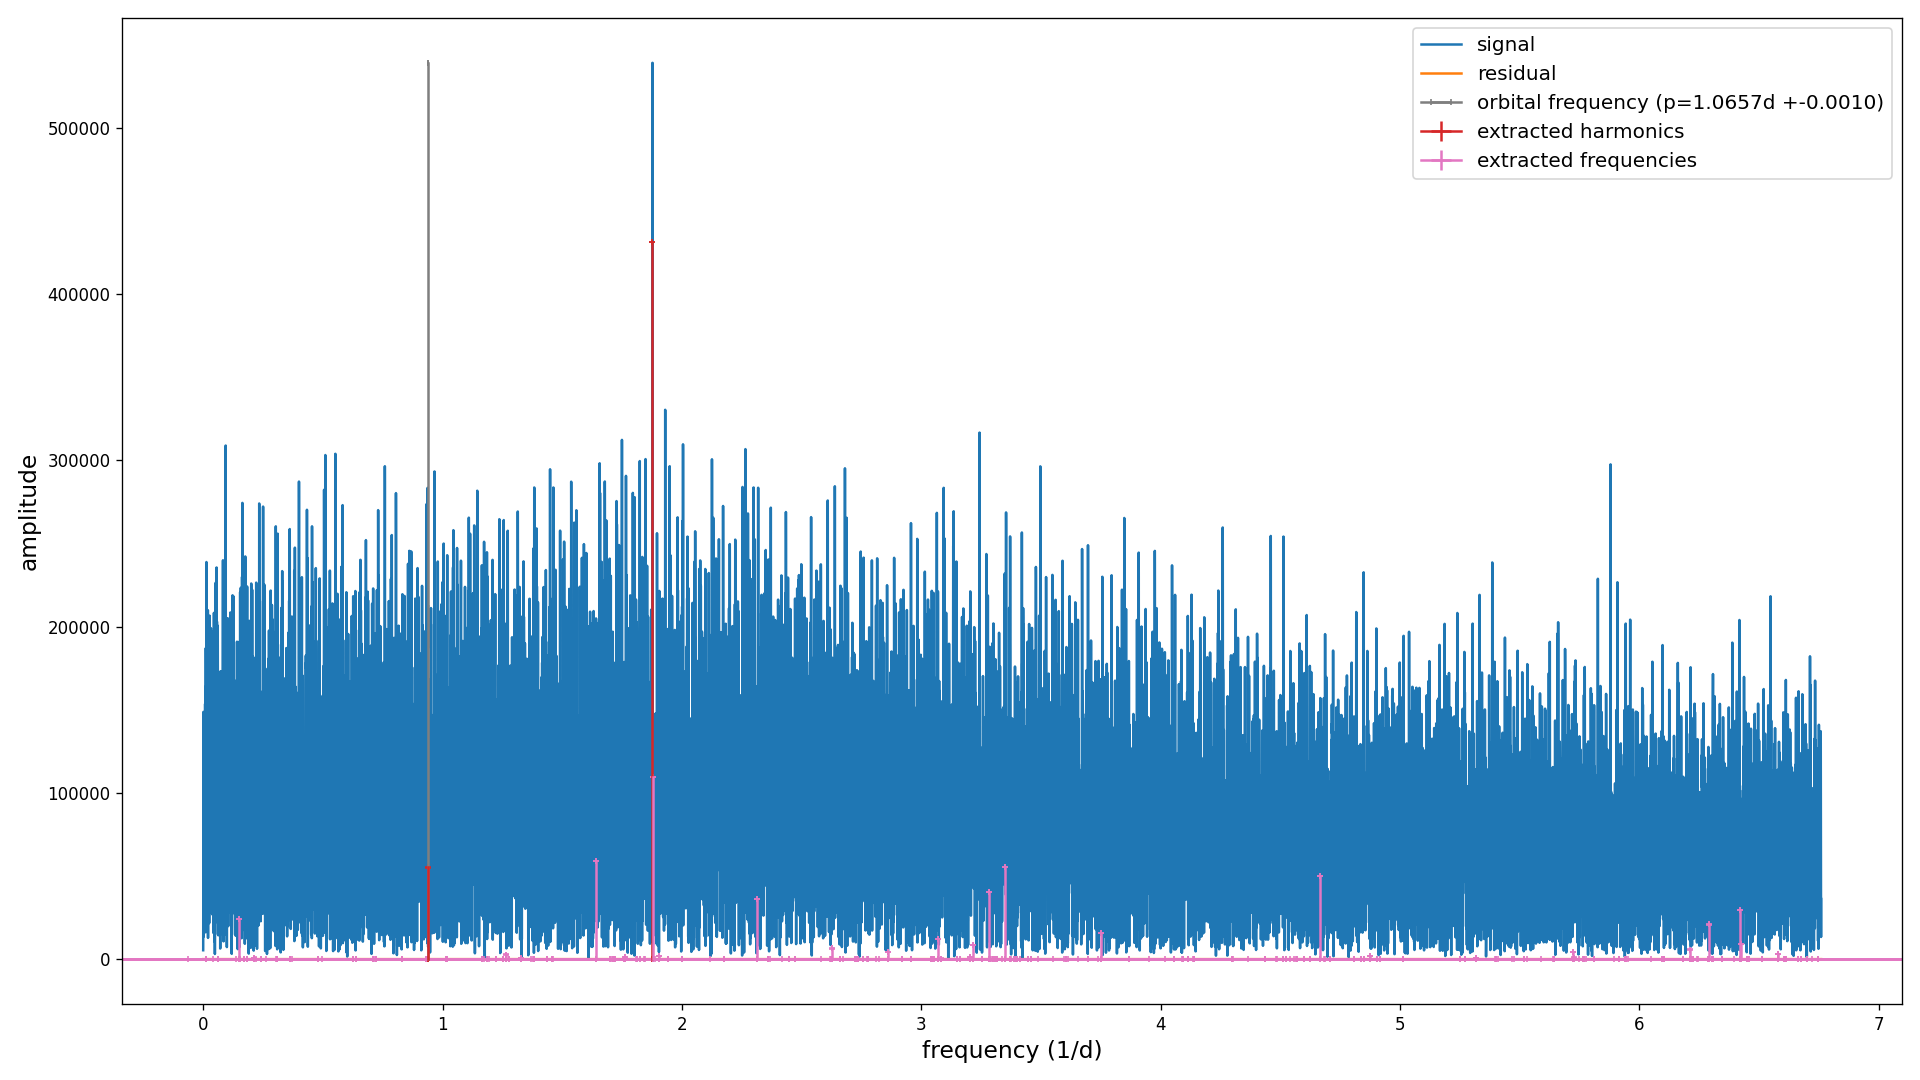 signal
residual
orbital frequency (p=1.0657d +-0.0010)
extracted harmonics
extracted frequencies
500000
400000
300000
200000
100000
0
amplitude
0 1 2 3 4 5 6 7
frequency (1/d)